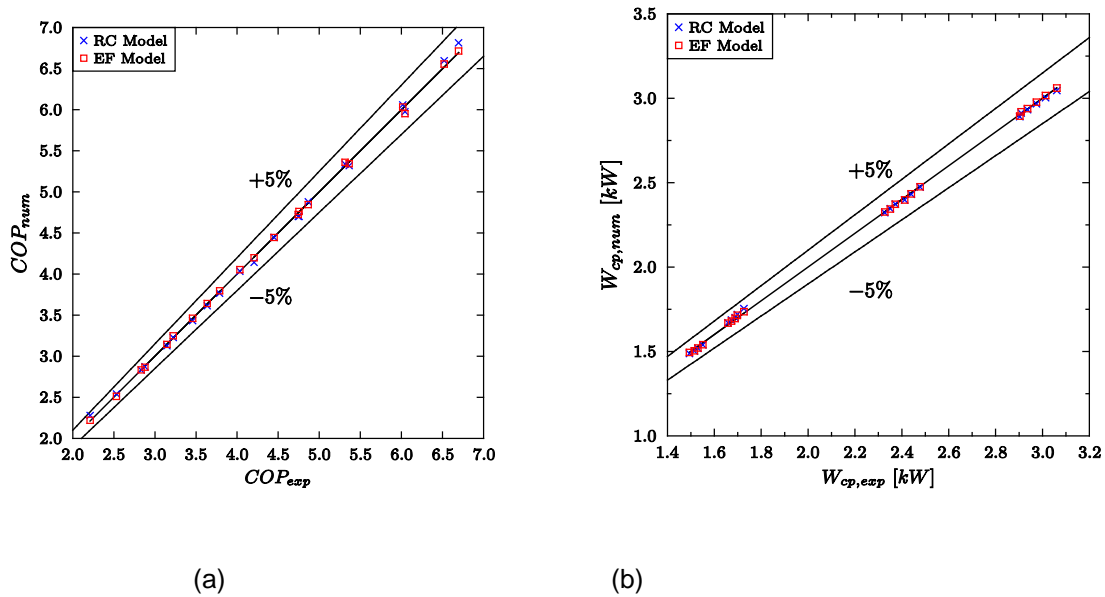 7.0
6.5
6.0
5.5
5.0
4.5
4.0
3.5
3.0
2.5
2.0
COP_num
RC Model
EF Model
+5%
−5%
2.0 2.5 3.0 3.5 4.0 4.5 5.0 5.5 6.0 6.5 7.0
COP_exp
(a)
3.5
3.0
2.5
2.0
1.5
1.0
W_cp,num [kW]
RC Model
EF Model
+5%
−5%
1.4 1.6 1.8 2.0 2.2 2.4 2.6 2.8 3.0 3.2
W_cp,exp [kW]
(b)